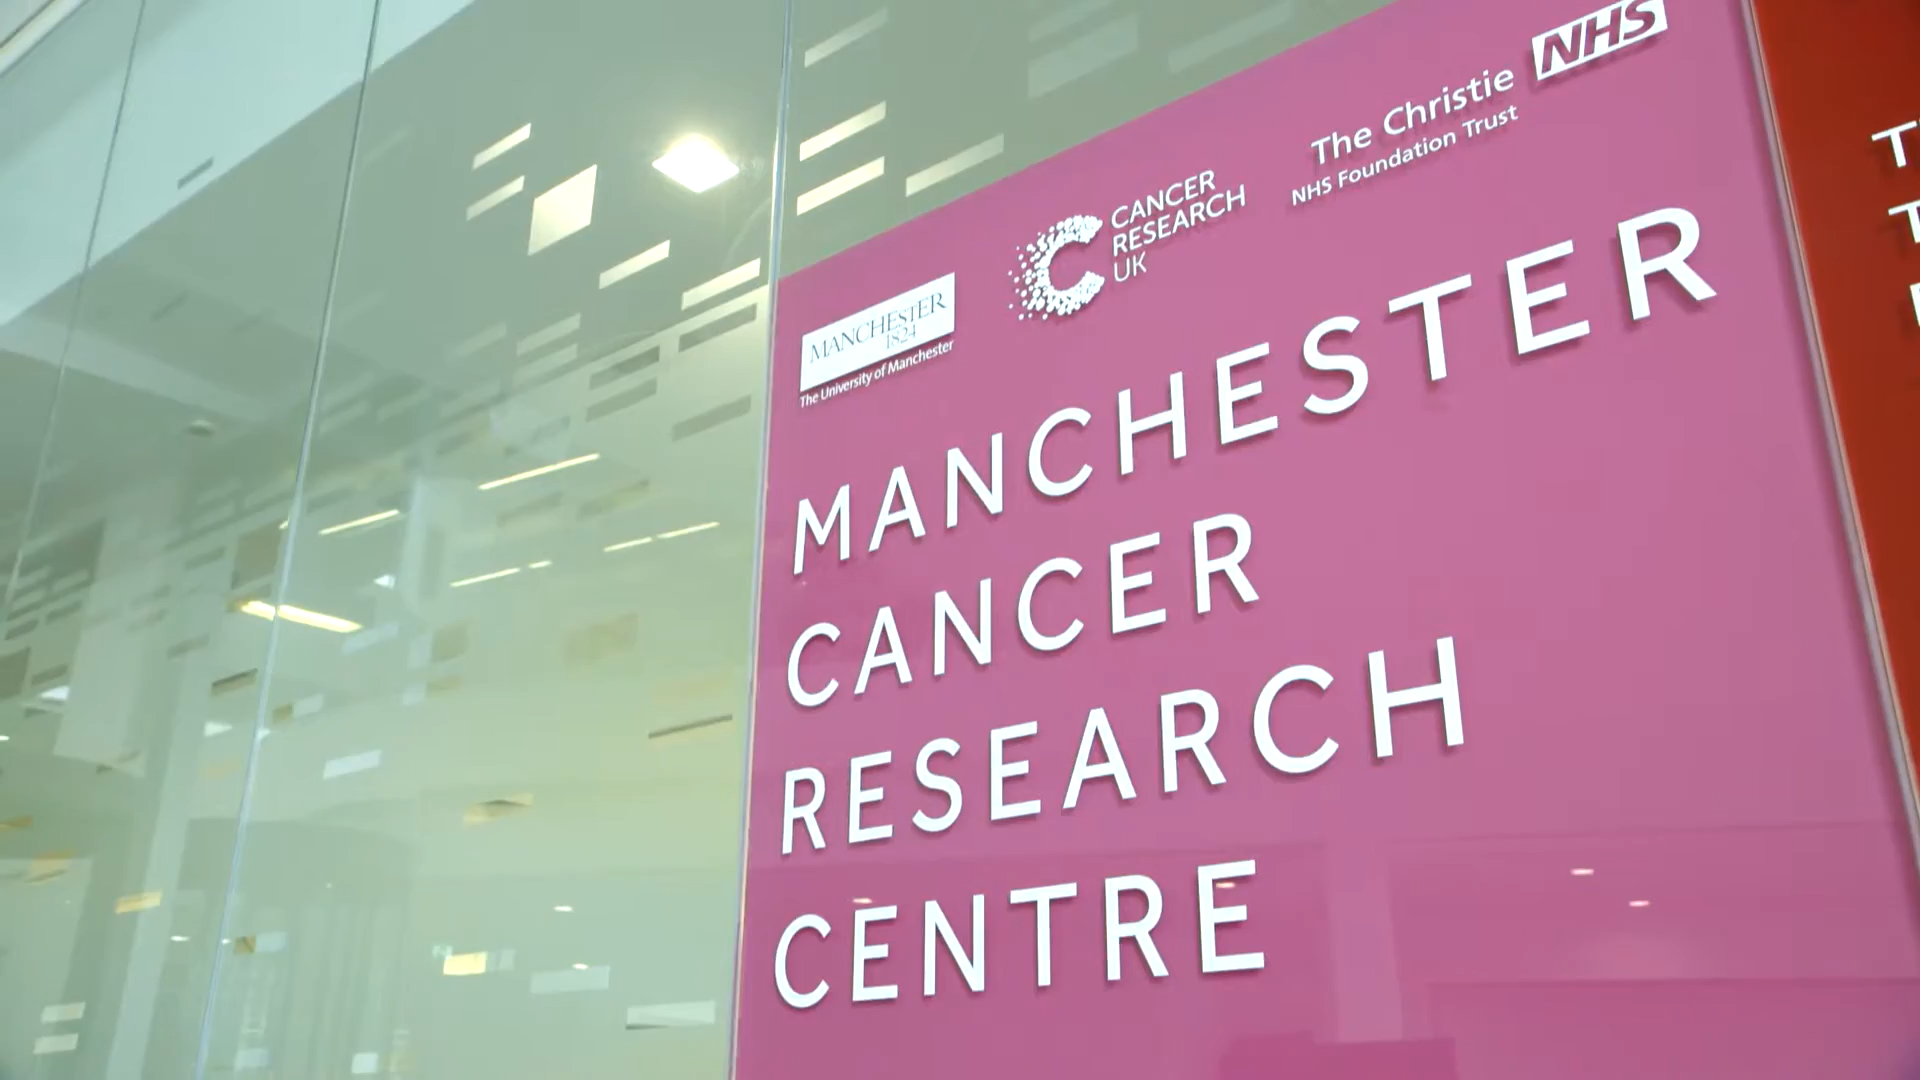 NHS
The Christie
NHS Foundation Trust
CANCER
RESEARCH
UK
MANCHESTER
1824
The University of Manchester
MANCHESTER
CANCER
RESEARCH
CENTRE